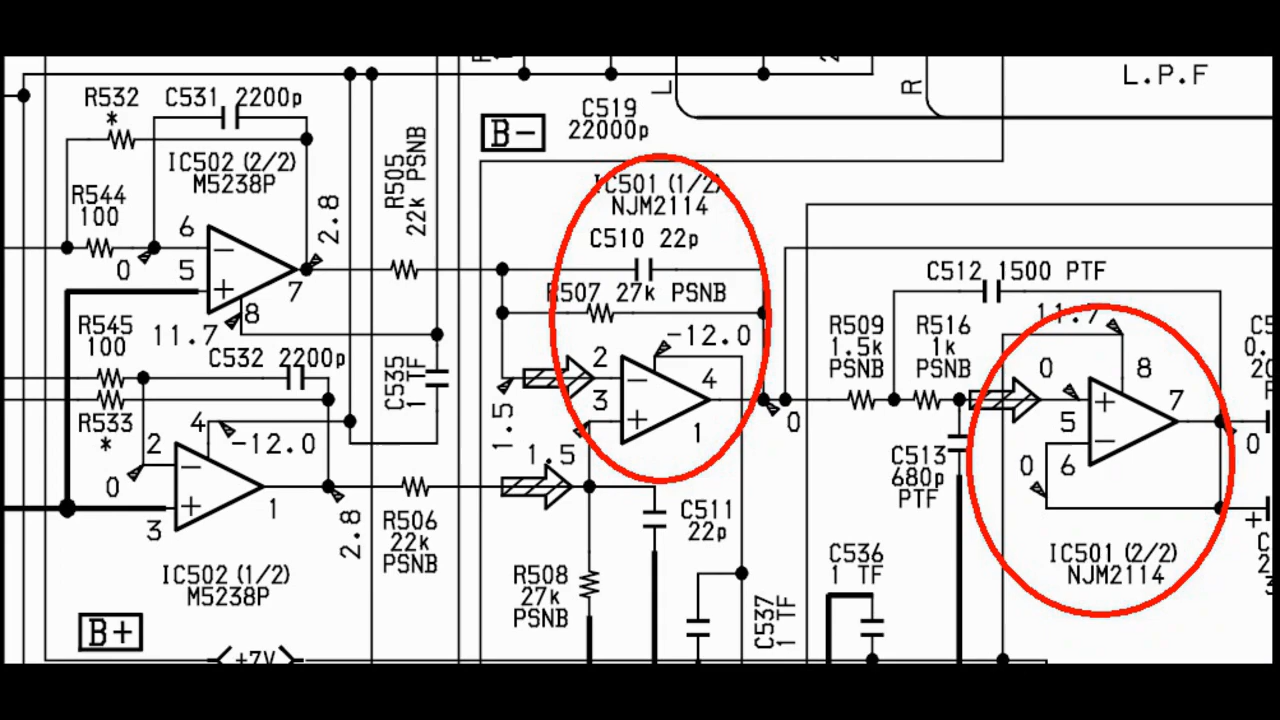 L.P.F
L
R
R532
*
C531 2200p
IC502 (2/2)
M5238P
R544
100
6
0
5
7
8
2.8
11.7
R505
22k PSNB
B-
C519
22000p
IC501 (1/2)
NJM2114
C510 22p
R507 27k PSNB
-12.0
2
3
4
1
1.5
1.5
0
R545
100
C532 2200p
C535
1 TF
R533
*
4
-12.0
2
0
3
1
2.8
IC502 (1/2)
M5238P
B+
+7V
R506
22k
PSNB
R508
27k
PSNB
C511
22p
C537
1 TF
C512 1500 PTF
R509
1.5k
PSNB
R516
1k
PSNB
11.7
0
8
5
7
6
0
0
C513
680p
PTF
C536
1 TF
IC501 (2/2)
NJM2114
+